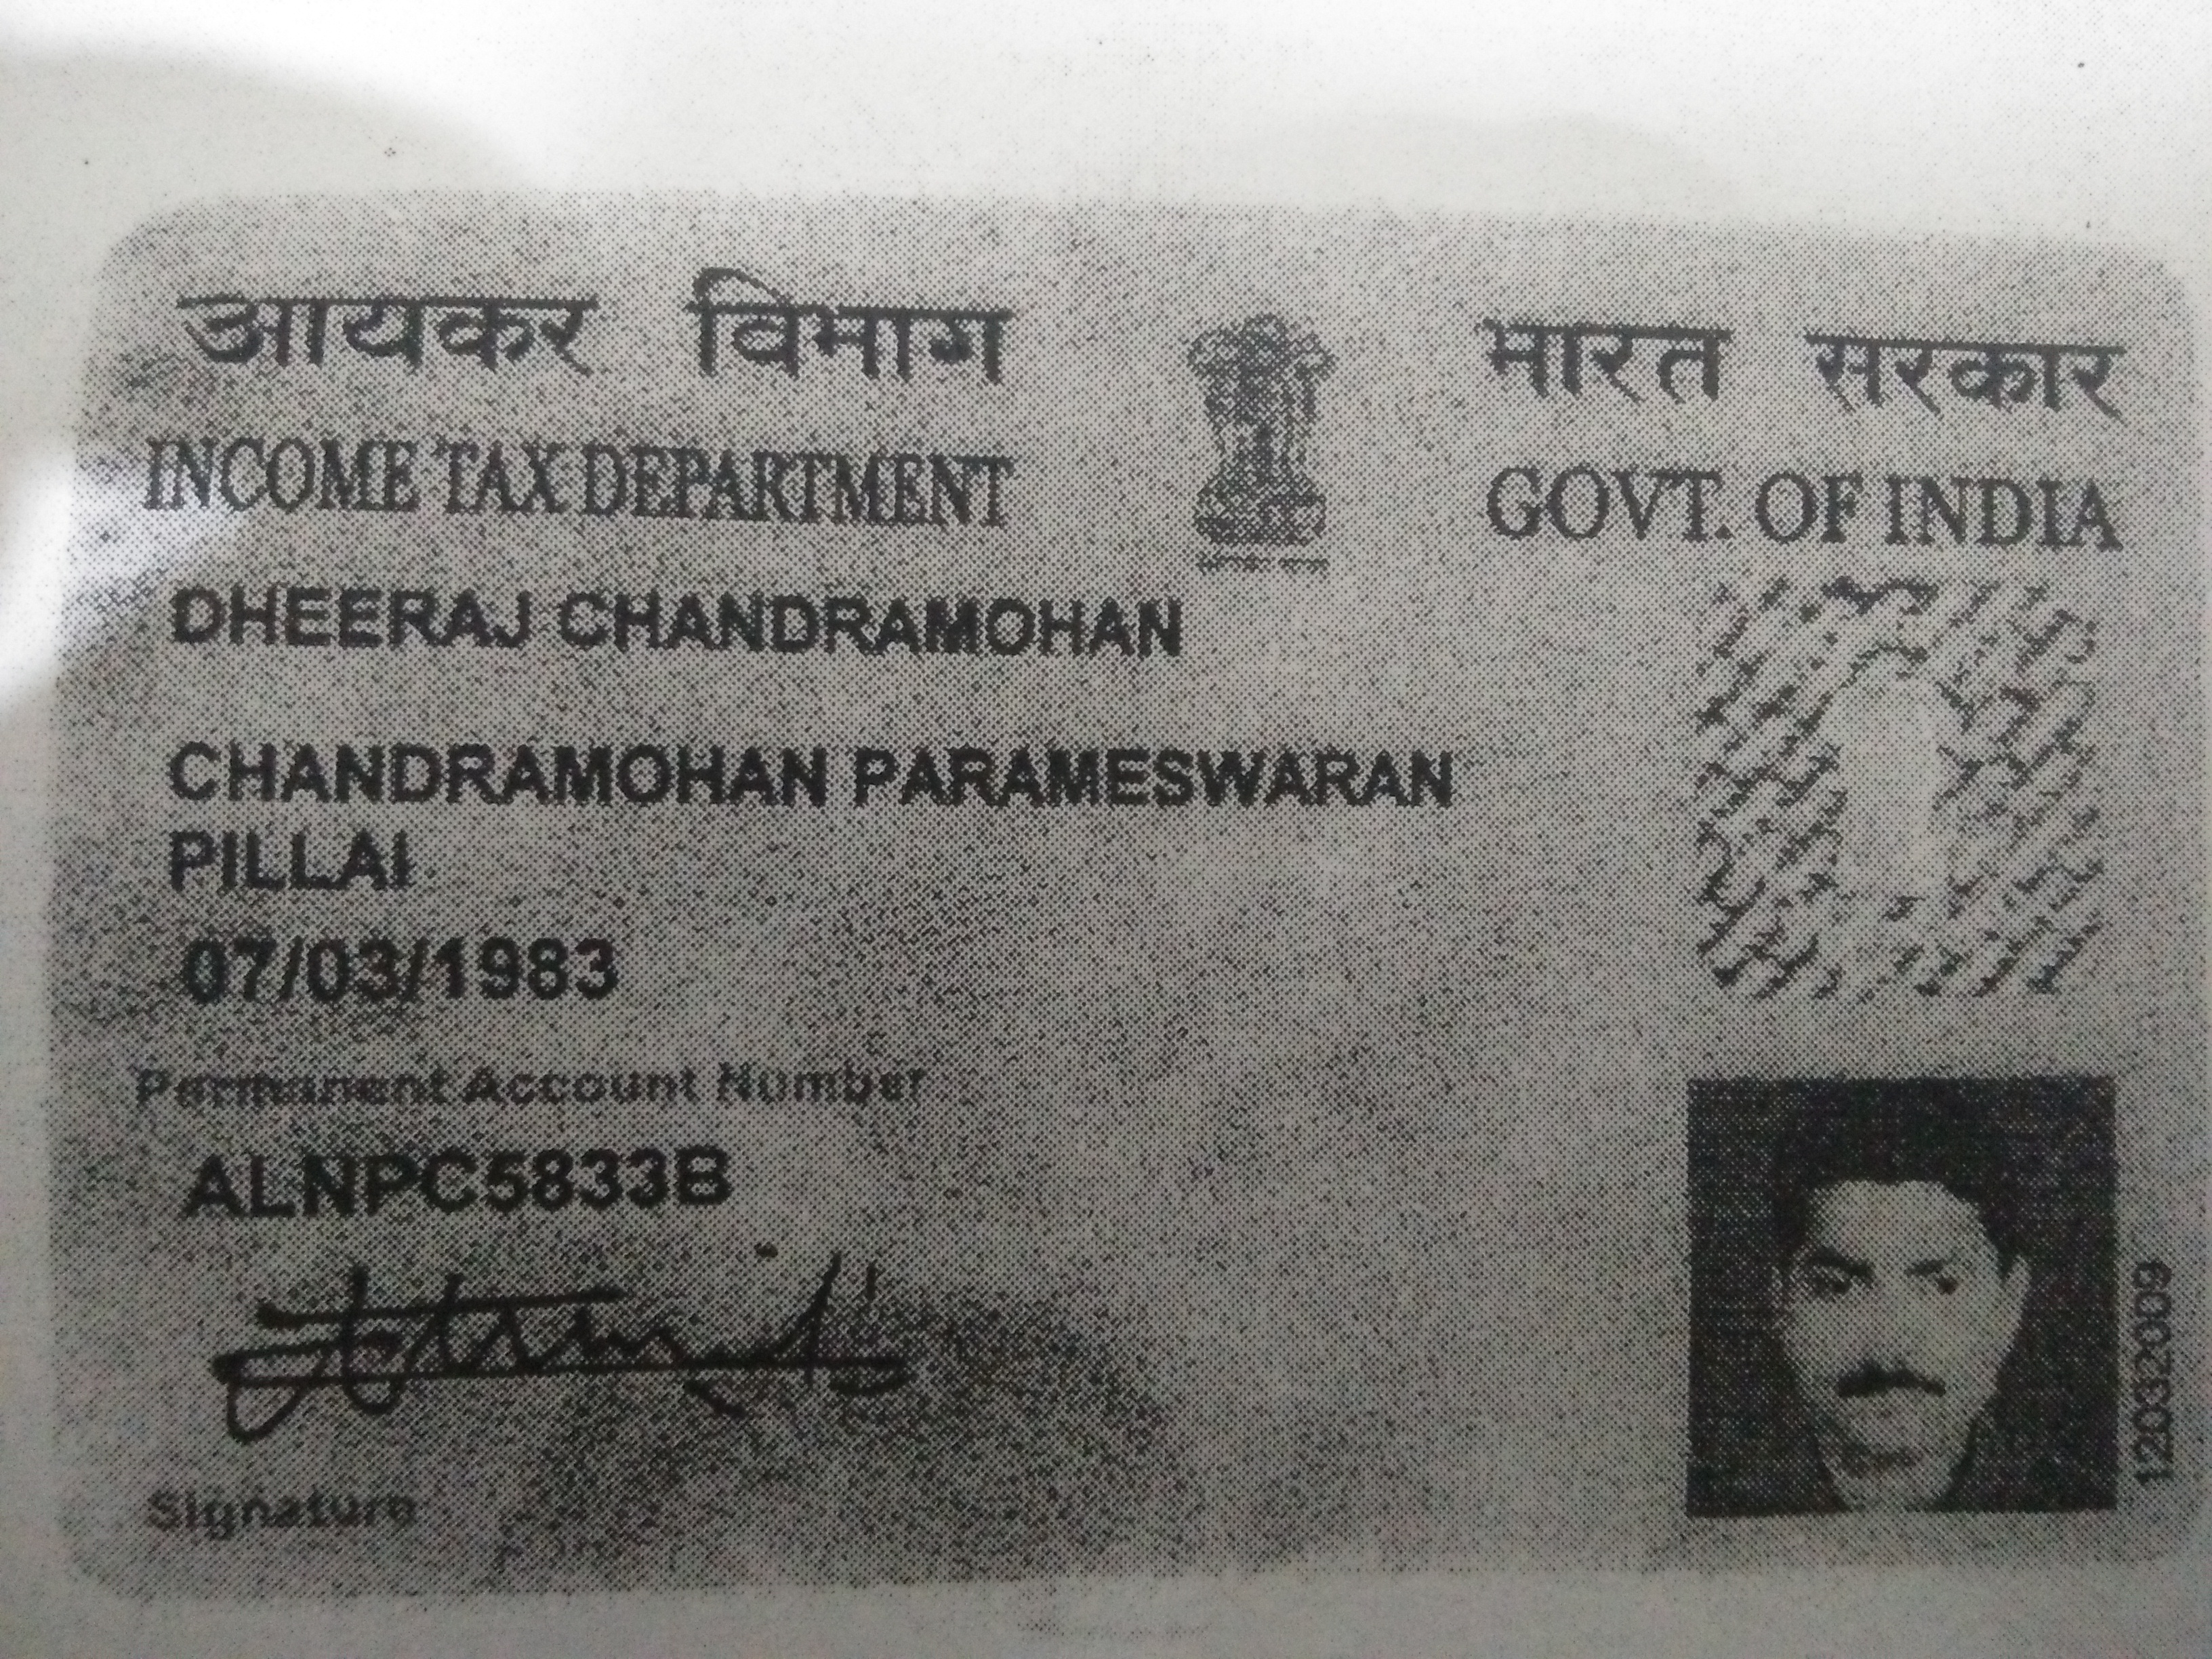 आयकर विभाग
भारत सरकार
INCOME TAX DEPARTMENT
GOVT. OF INDIA
DHEERAJ CHANDRAMOHAN
CHANDRAMOHAN PARAMESWARAN
PILLAI
07/03/1983
Permanent Account Number
ALNPC5833B
Signature
12032009